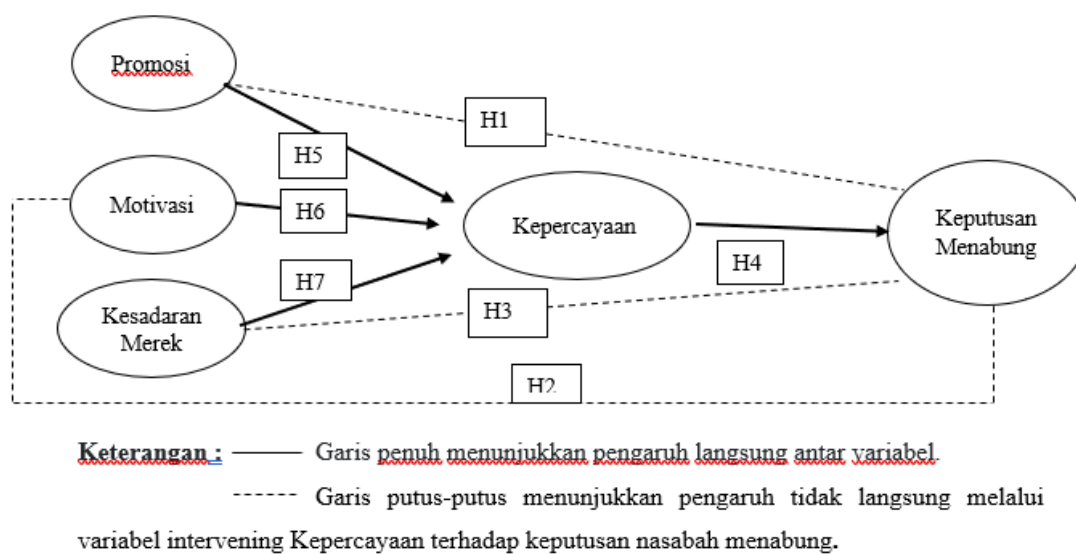 Promosi
H1
H5
Motivasi
H6
Kepercayaan
Keputusan
Menabung
H4
H7
Kesadaran
Merek
H3
H2
Keterangan : Garis penuh menunjukkan pengaruh langsung antar variabel.
Garis putus-putus menunjukkan pengaruh tidak langsung melalui
variabel intervening Kepercayaan terhadap keputusan nasabah menabung.